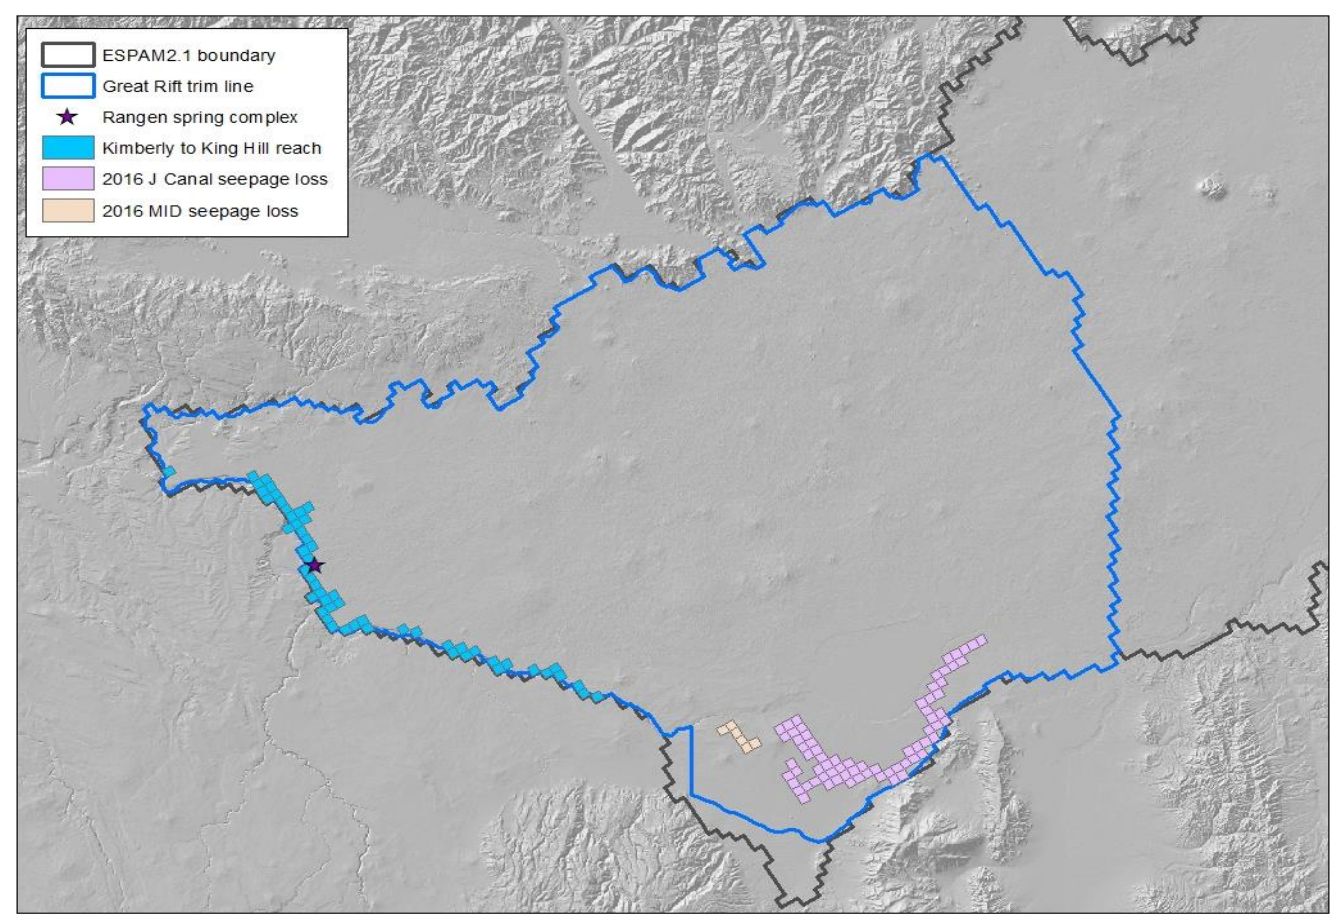 ESPAM2.1 boundary
Great Rift trim line
Rangen spring complex
Kimberly to King Hill reach
2016 J Canal seepage loss
2016 MID seepage loss